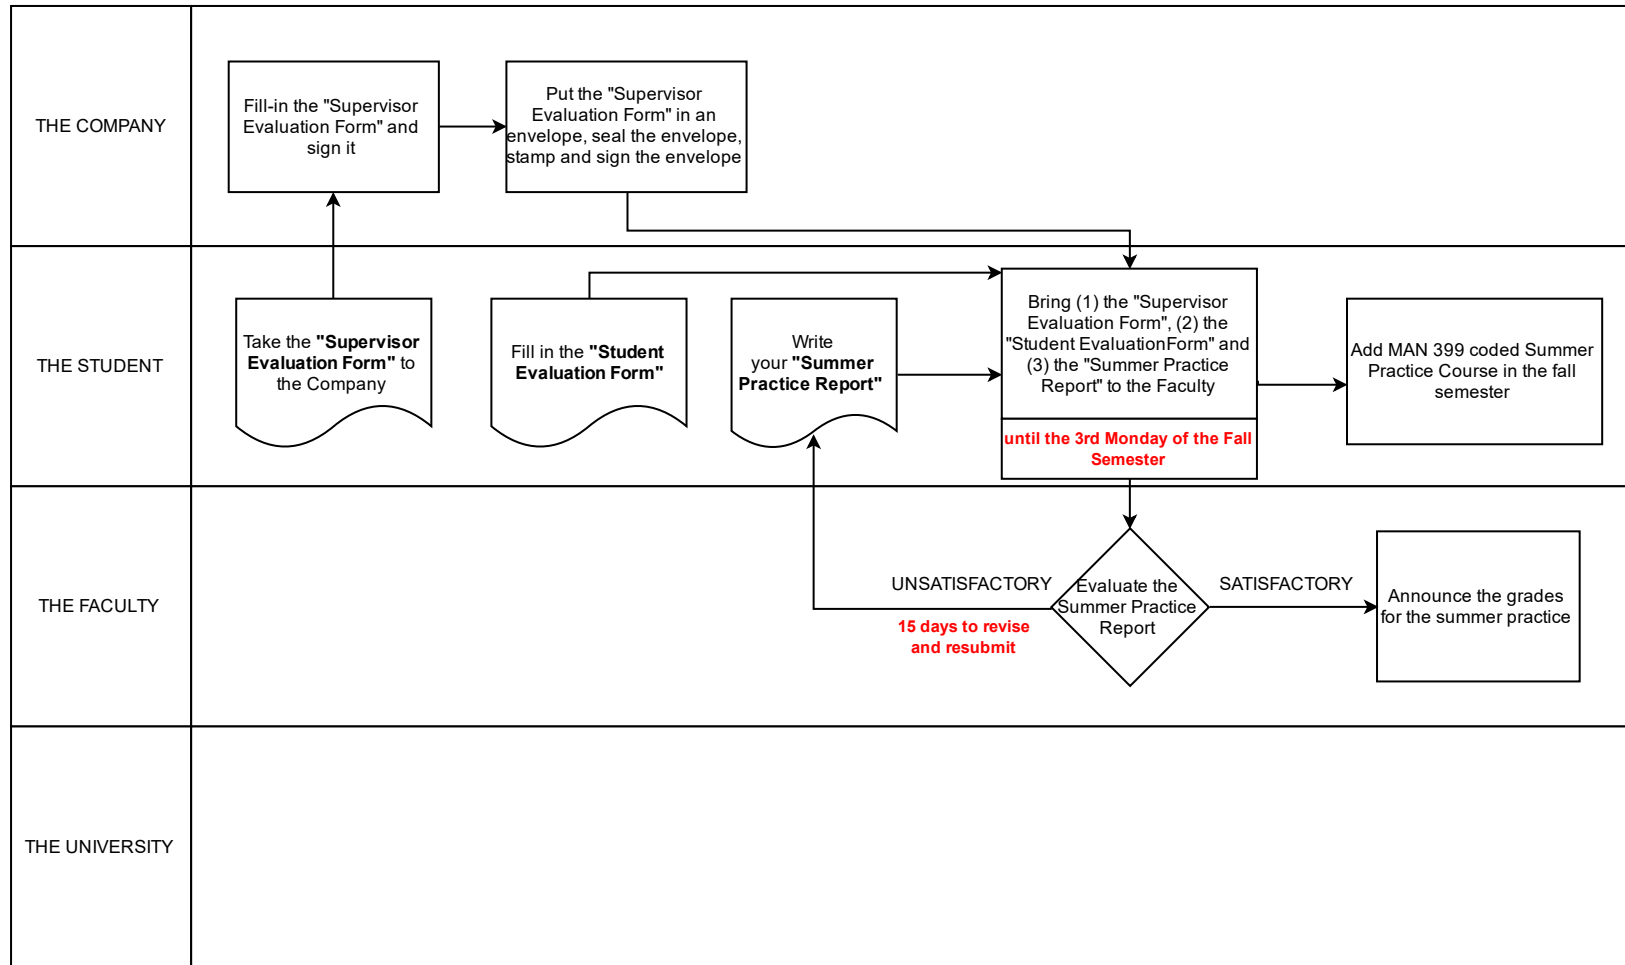 THE COMPANY
Fill-in the "Supervisor
Evaluation Form" and
sign it
Put the "Supervisor
Evaluation Form" in an
envelope, seal the envelope,
stamp and sign the envelope
THE STUDENT
Take the "Supervisor
Evaluation Form" to
the Company
Fill in the "Student
Evaluation Form"
Write
your "Summer
Practice Report"
Bring (1) the "Supervisor
Evaluation Form", (2) the
"Student EvaluationForm" and
(3) the "Summer Practice
Report" to the Faculty
until the 3rd Monday of the Fall
Semester
Add MAN 399 coded Summer
Practice Course in the fall
semester
THE FACULTY
UNSATISFACTORY
15 days to revise
and resubmit
Evaluate the
Summer Practice
Report
SATISFACTORY
Announce the grades
for the summer practice
THE UNIVERSITY